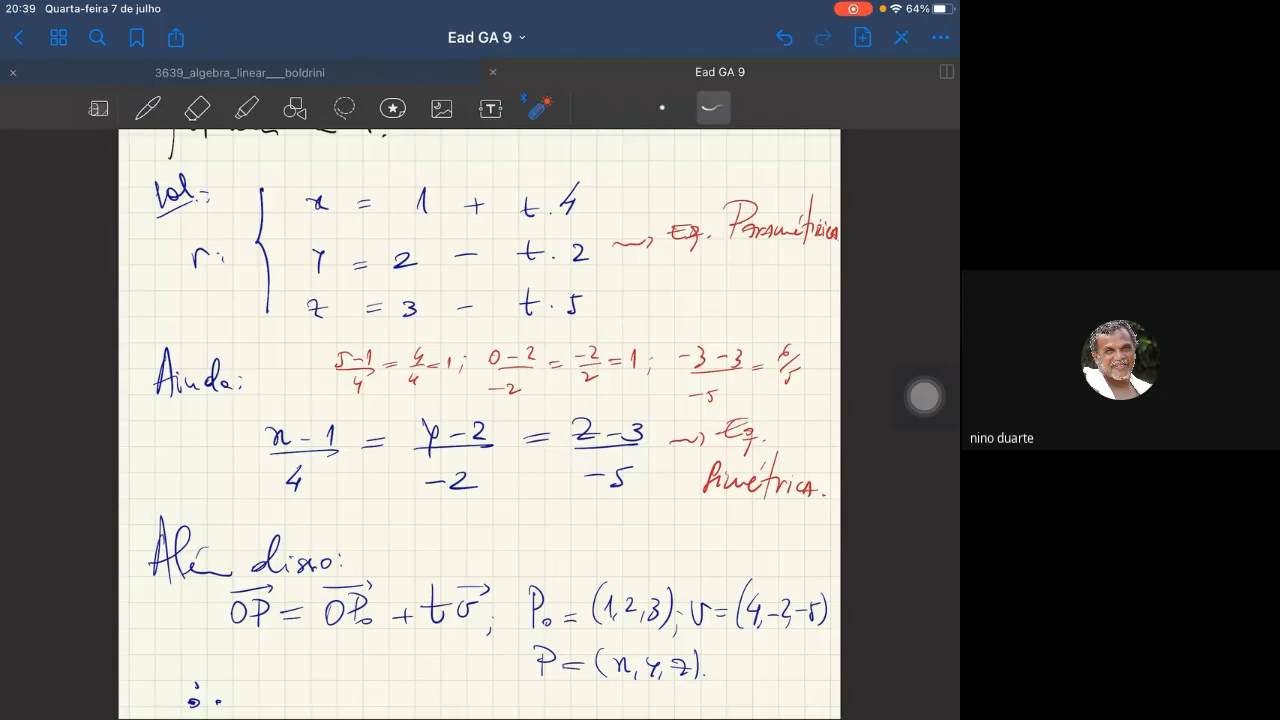 20:39 Quarta-feira 7 de julho
64%
Ead GA 9
3639_algebra_linear___boldrini
Ead GA 9
Sol.:
r: { x = 1 + t.4
y = 2 - t.2
z = 3 - t.5
~> Eq. Paramétrica
Ainda:
5-1/4 = 4/4 = 1; 0-2/-2 = -2/2 = 1; -3-3/-5 = 6/5
x-1/4 = y-2/-2 = z-3/-5 ~> Eq. Simétrica.
Além disso:
OP→ = OP₀→ + t v→; P₀ = (1,2,3); v = (4,-2,-5)
P = (x, y, z).
nino duarte